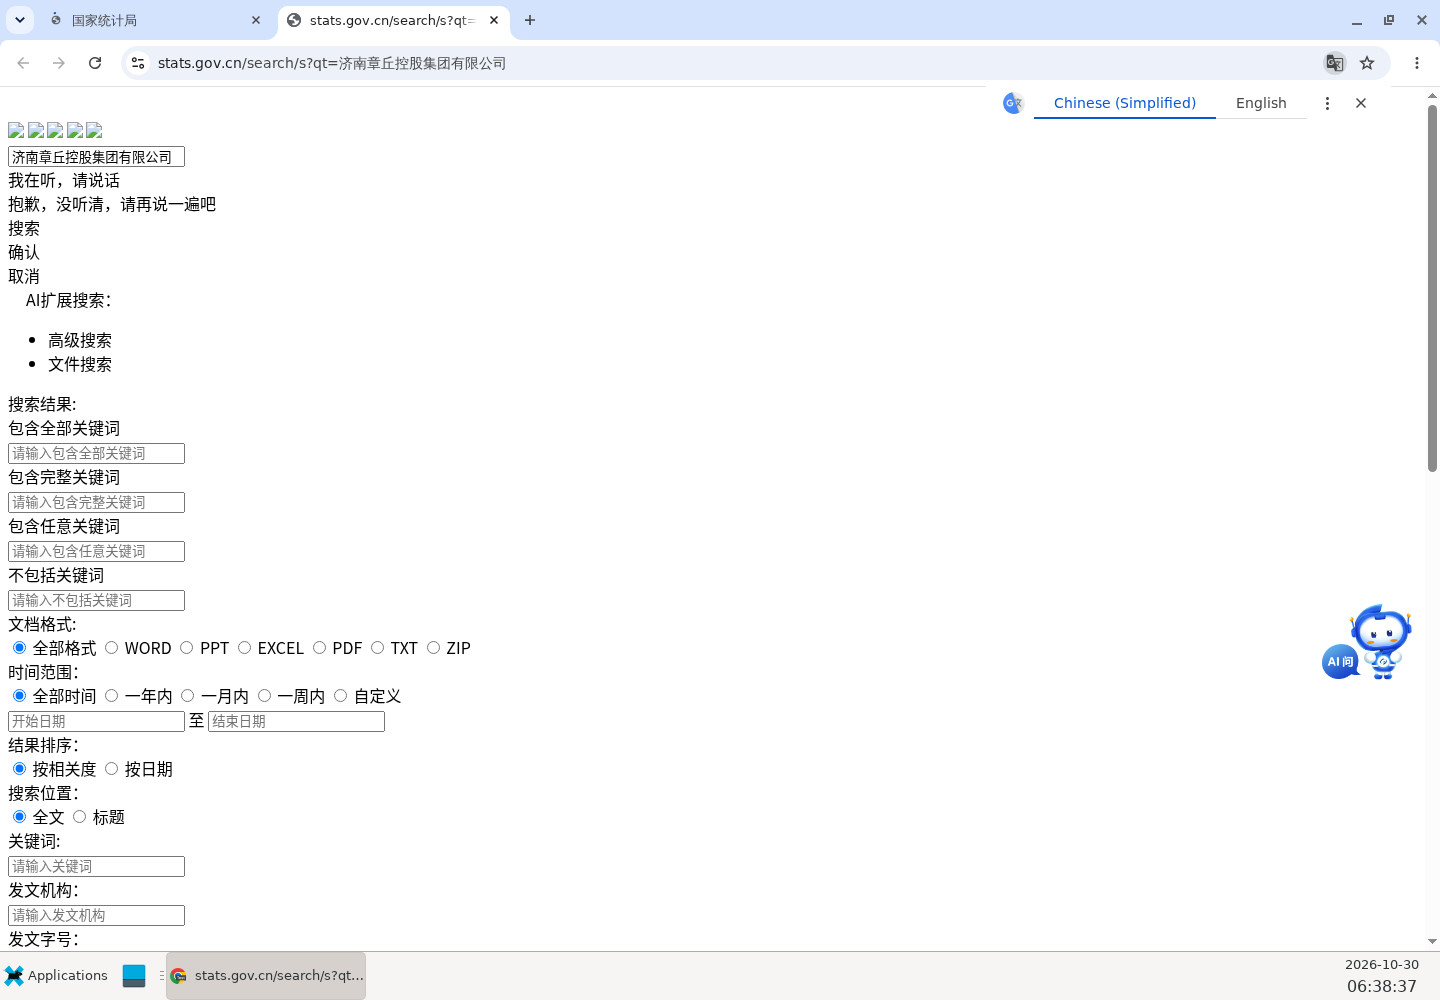 国家统计局
stats.gov.cn/search/s?qt=
stats.gov.cn/search/s?qt=济南章丘控股集团有限公司
Chinese (Simplified)
English
济南章丘控股集团有限公司
我在听，请说话
抱歉，没听清，请再说一遍吧
搜索
确认
取消
AI扩展搜索：
高级搜索
文件搜索
搜索结果:
包含全部关键词
请输入包含全部关键词
包含完整关键词
请输入包含完整关键词
包含任意关键词
请输入包含任意关键词
不包括关键词
请输入不包括关键词
文档格式:
全部格式 WORD PPT EXCEL PDF TXT ZIP
时间范围：
全部时间 一年内 一月内 一周内 自定义
开始日期 至 结束日期
结果排序：
按相关度 按日期
搜索位置：
全文 标题
关键词:
请输入关键词
发文机构：
请输入发文机构
发文字号：
AI 问
Applications
stats.gov.cn/search/s?qt...
2026-10-30
06:38:37